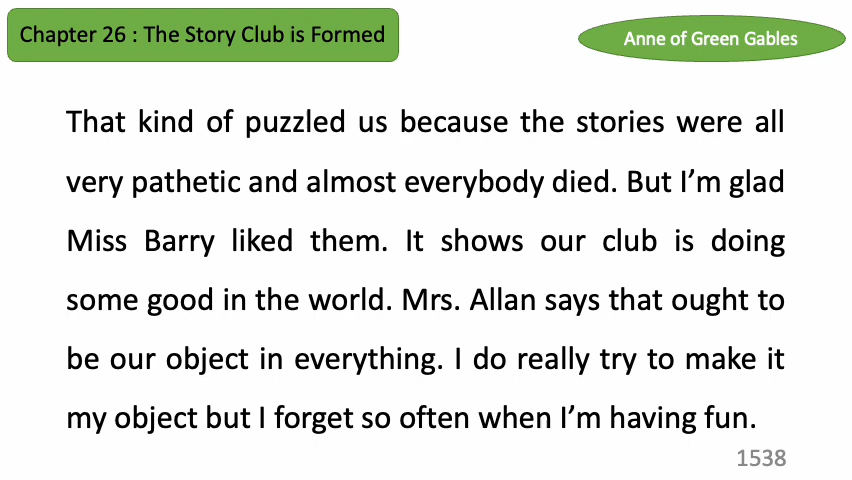 Chapter 26 : The Story Club is Formed
Anne of Green Gables
That kind of puzzled us because the stories were all
very pathetic and almost everybody died. But I’m glad
Miss Barry liked them. It shows our club is doing
some good in the world. Mrs. Allan says that ought to
be our object in everything. I do really try to make it
my object but I forget so often when I’m having fun.
1538